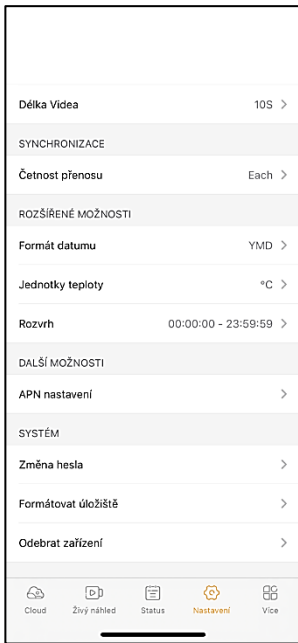 Délka Videa 10S
SYNCHRONIZACE
Četnost přenosu Each
ROZŠÍŘENÉ MOŽNOSTI
Formát datumu YMD
Jednotky teploty °C
Rozvrh 00:00:00 - 23:59:59
DALŠÍ MOŽNOSTI
APN nastavení
SYSTÉM
Změna hesla
Formátovat úložiště
Odebrat zařízení
Cloud Živý náhled Status Nastavení Více